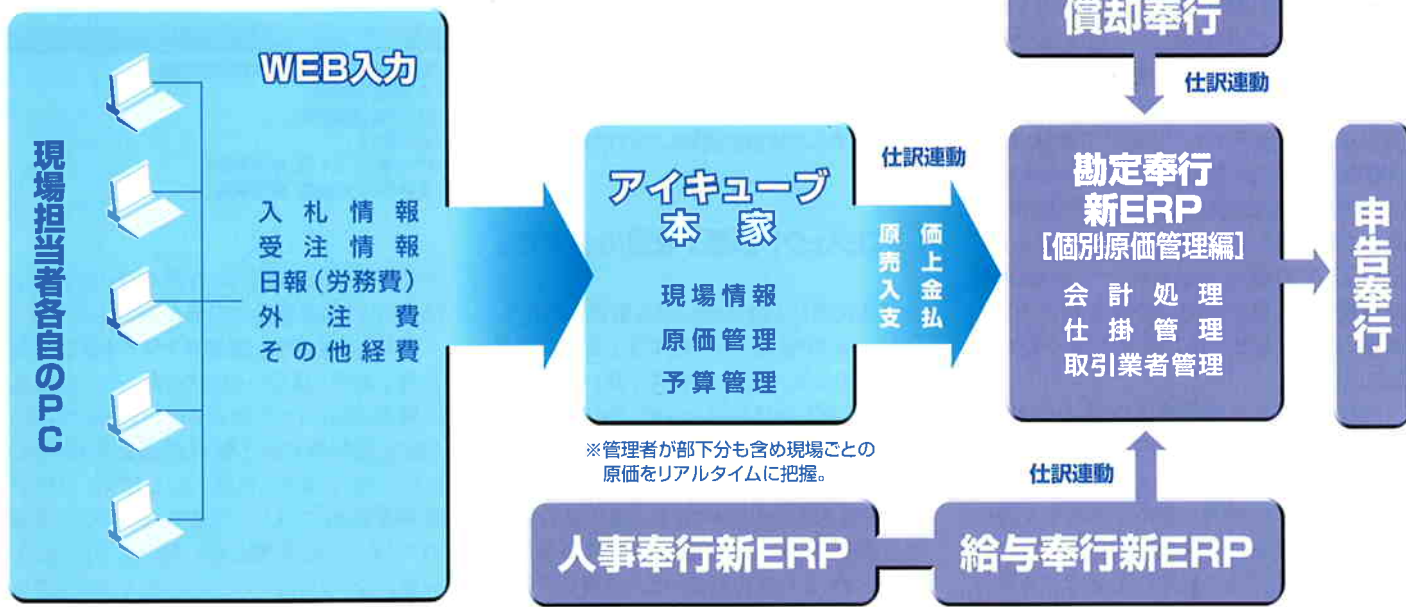 現場担当者各自のPC
WEB入力
入札情報
受注情報
日報(労務費)
外注費
その他経費
アイキューブ
本家
現場情報
原価管理
予算管理
※管理者が部下分も含め現場ごとの
原価をリアルタイムに把握。
仕訳連動
原価
売上
入金
支払
償却奉行
仕訳連動
勘定奉行
新ERP
[個別原価管理編]
会計処理
仕掛管理
取引業者管理
申告奉行
仕訳連動
人事奉行新ERP
給与奉行新ERP